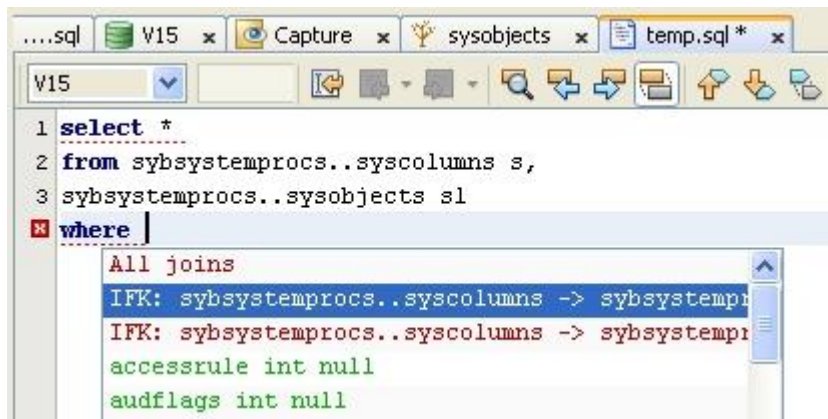 ....sql V15 x Capture x sysobjects x temp.sql * x
V15
1 select *
2 from sybsystemprocs..syscolumns s,
3 sybsystemprocs..sysobjects sl
where
All joins
IFK: sybsystemprocs..syscolumns -> sybsystempr
IFK: sybsystemprocs..syscolumns -> sybsystempr
accessrule int null
audflags int null